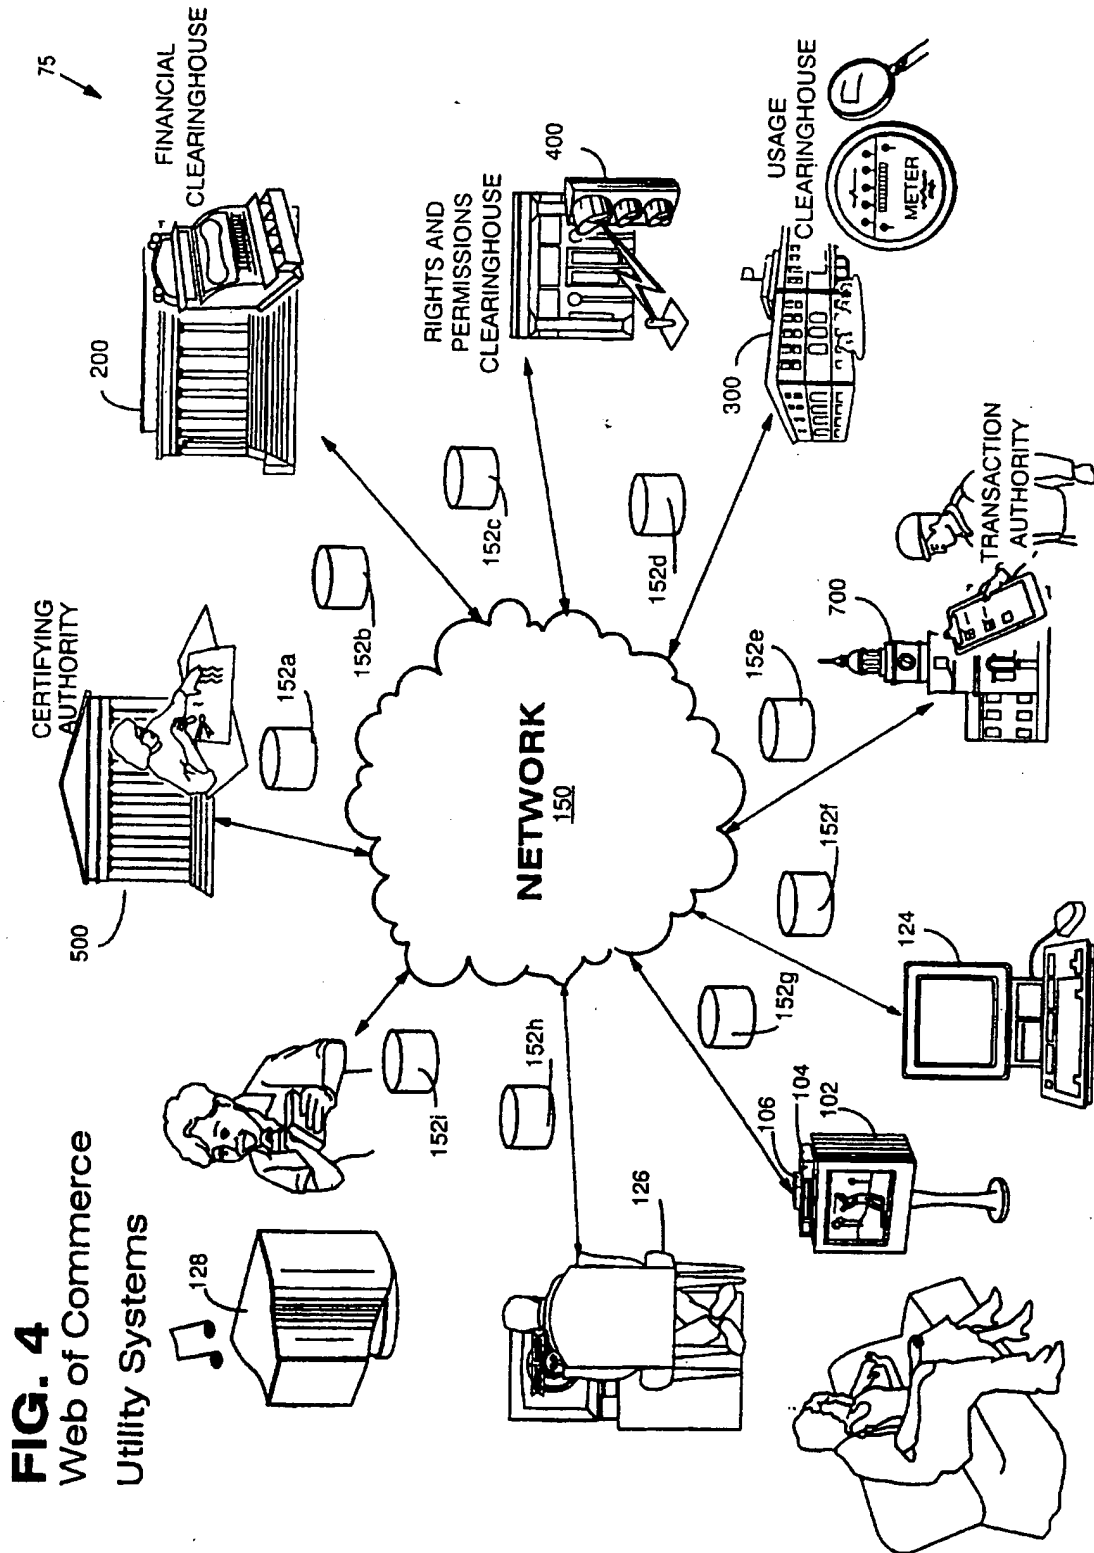 FIG. 4
Web of Commerce
Utility Systems
75
500
CERTIFYING
AUTHORITY
200
FINANCIAL
CLEARINGHOUSE
128
152i
152a
152b
152c
RIGHTS AND
PERMISSIONS
CLEARINGHOUSE
400
NETWORK
150
152h
152d
126
152g
152f
152e
300
USAGE
CLEARINGHOUSE
METER
106
104
102
124
700
TRANSACTION
AUTHORITY